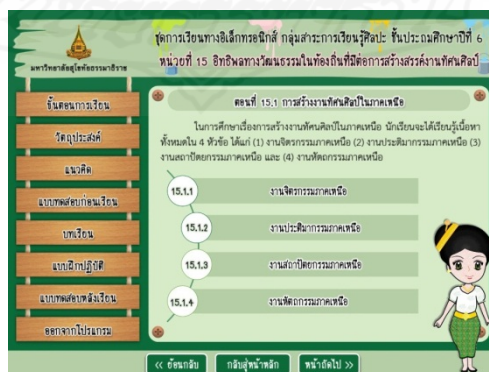 ชุดการเรียนทางอิเล็กทรอนิกส์ กลุ่มสาระการเรียนรู้ศิลปะ ชั้นประถมศึกษาปีที่ 6
หน่วยที่ 15 อิทธิพลทางวัฒนธรรมในท้องถิ่นที่มีต่อการสร้างสรรค์งานทัศนศิลป์
มหาวิทยาลัยสุโขทัยธรรมาธิราช
ขั้นตอนการเรียน
วัตถุประสงค์
แนวคิด
แบบทดสอบก่อนเรียน
บทเรียน
แบบฝึกปฏิบัติ
แบบทดสอบหลังเรียน
ออกจากโปรแกรม
ตอนที่ 15.1 การสร้างงานทัศนศิลป์ในภาคเหนือ
ในการศึกษาเรื่องการสร้างงานทัศนศิลป์ในภาคเหนือ นักเรียนจะได้เรียนรู้เนื้อหา
ทั้งหมดใน 4 หัวข้อ ได้แก่ (1) งานจิตรกรรมภาคเหนือ (2) งานประติมากรรมภาคเหนือ (3)
งานสถาปัตยกรรมภาคเหนือ และ (4) งานหัตถกรรมภาคเหนือ
15.1.1 งานจิตรกรรมภาคเหนือ
15.1.2 งานประติมากรรมภาคเหนือ
15.1.3 งานสถาปัตยกรรมภาคเหนือ
15.1.4 งานหัตถกรรมภาคเหนือ
<< ย้อนกลับ กลับสู่หน้าหลัก หน้าถัดไป >>